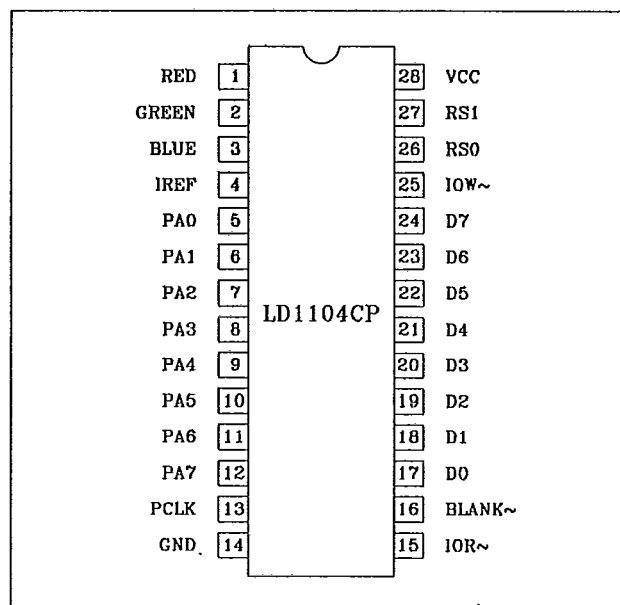 RED 1 28 VCC
GREEN 2 27 RS1
BLUE 3 26 RS0
IREF 4 25 IOW~
PA0 5 24 D7
PA1 6 23 D6
PA2 7 22 D5
LD1104CP
PA3 8 21 D4
PA4 9 20 D3
PA5 10 19 D2
PA6 11 18 D1
PA7 12 17 D0
PCLK 13 16 BLANK~
GND 14 15 IOR~